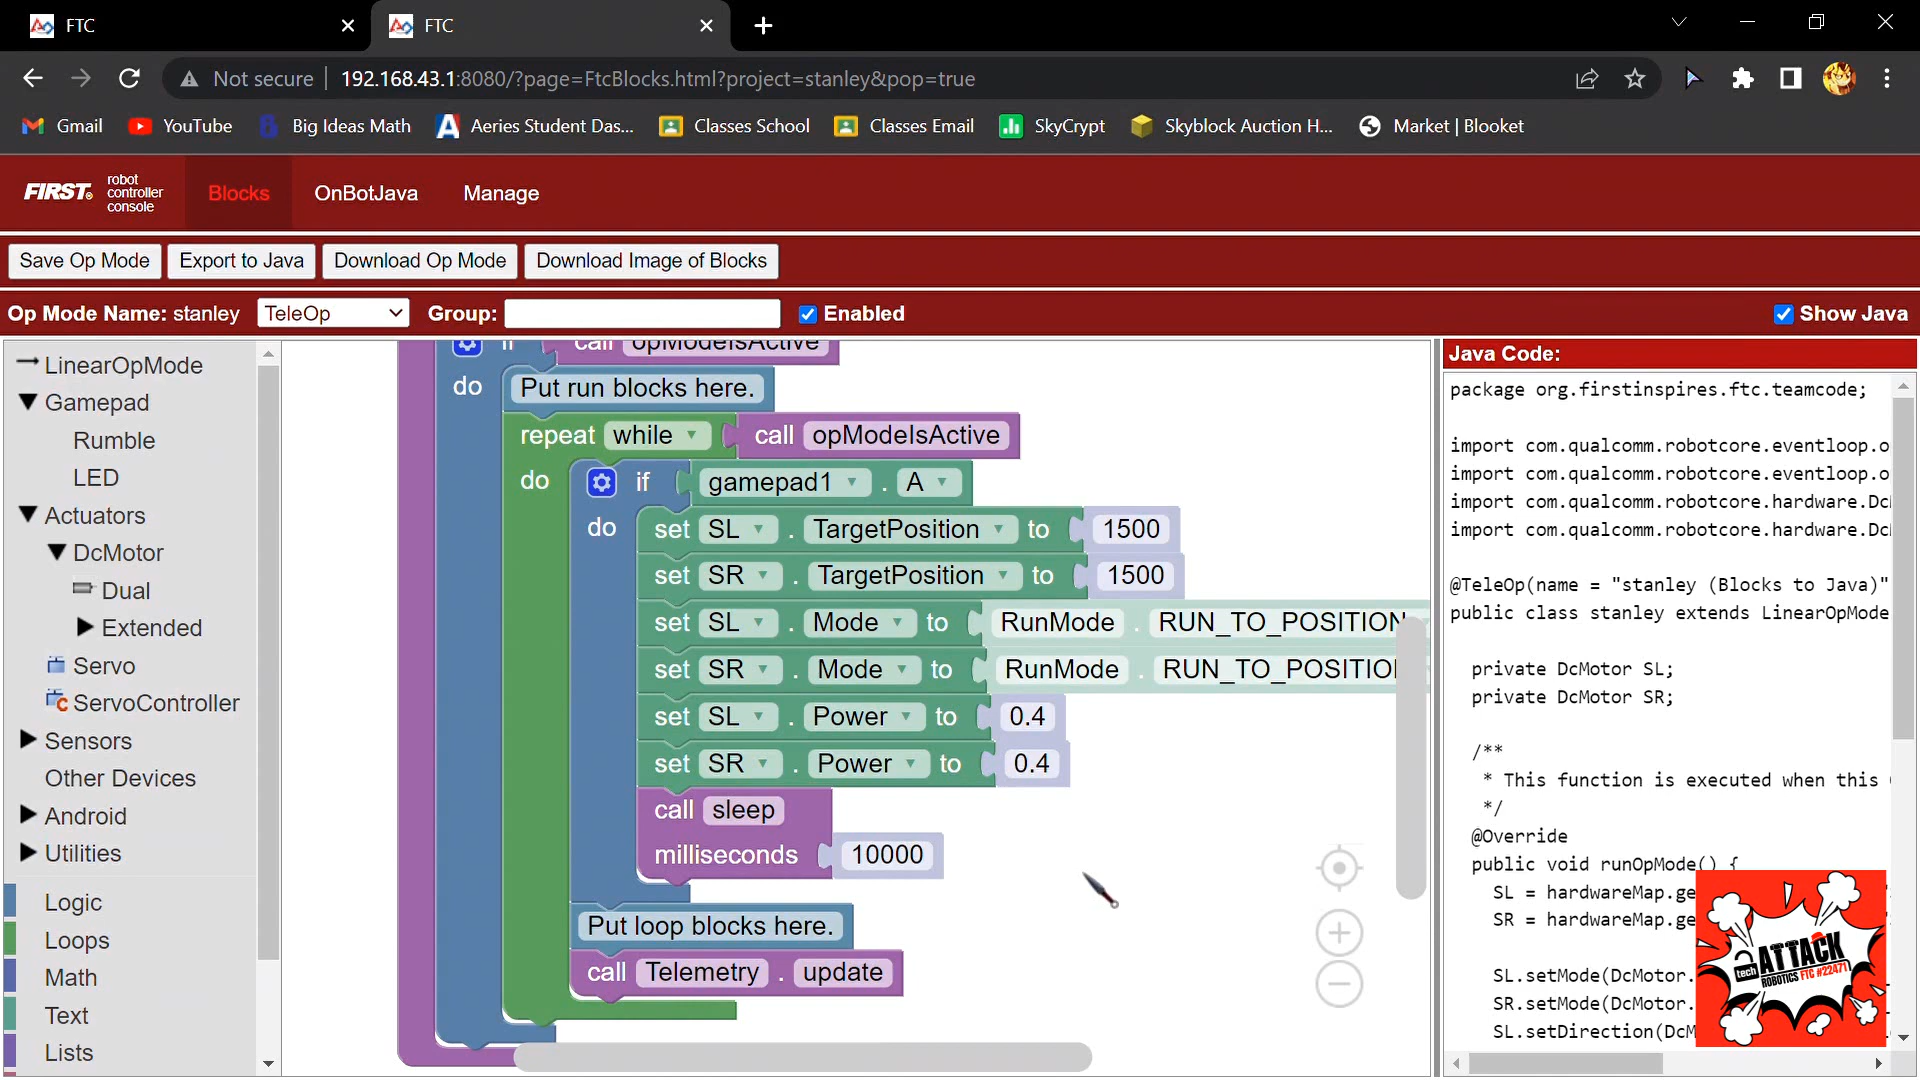 FTC
FTC
Not secure 192.168.43.1:8080/?page=FtcBlocks.html?project=stanley&pop=true
Gmail YouTube Big Ideas Math Aeries Student Das... Classes School Classes Email SkyCrypt Skyblock Auction H... Market | Blooket
FIRST® robot controller console Blocks OnBotJava Manage
Save Op Mode Export to Java Download Op Mode Download Image of Blocks
Op Mode Name: stanley TeleOp Group: Enabled Show Java
LinearOpMode
Gamepad
Rumble
LED
Actuators
DcMotor
Dual
Extended
Servo
ServoController
Sensors
Other Devices
Android
Utilities
Logic
Loops
Math
Text
Lists
if call opModeIsActive
do Put run blocks here.
repeat while call opModeIsActive
do if gamepad1 . A
do set SL . TargetPosition to 1500
set SR . TargetPosition to 1500
set SL . Mode to RunMode . RUN_TO_POSITION
set SR . Mode to RunMode . RUN_TO_POSITIO
set SL . Power to 0.4
set SR . Power to 0.4
call sleep
milliseconds 10000
Put loop blocks here.
call Telemetry . update
Java Code:
package org.firstinspires.ftc.teamcode;
import com.qualcomm.robotcore.eventloop.o
import com.qualcomm.robotcore.eventloop.o
import com.qualcomm.robotcore.hardware.Dc
import com.qualcomm.robotcore.hardware.Dc
@TeleOp(name = "stanley (Blocks to Java)"
public class stanley extends LinearOpMode
private DcMotor SL;
private DcMotor SR;
/**
* This function is executed when this
*/
@Override
public void runOpMode() {
SL = hardwareMap.ge
SR = hardwareMap.ge
SL.setMode(DcMotor.
SR.setMode(DcMotor.
SL.setDirection(DcM
tech ATTACK
ROBOTICS FTC #22471